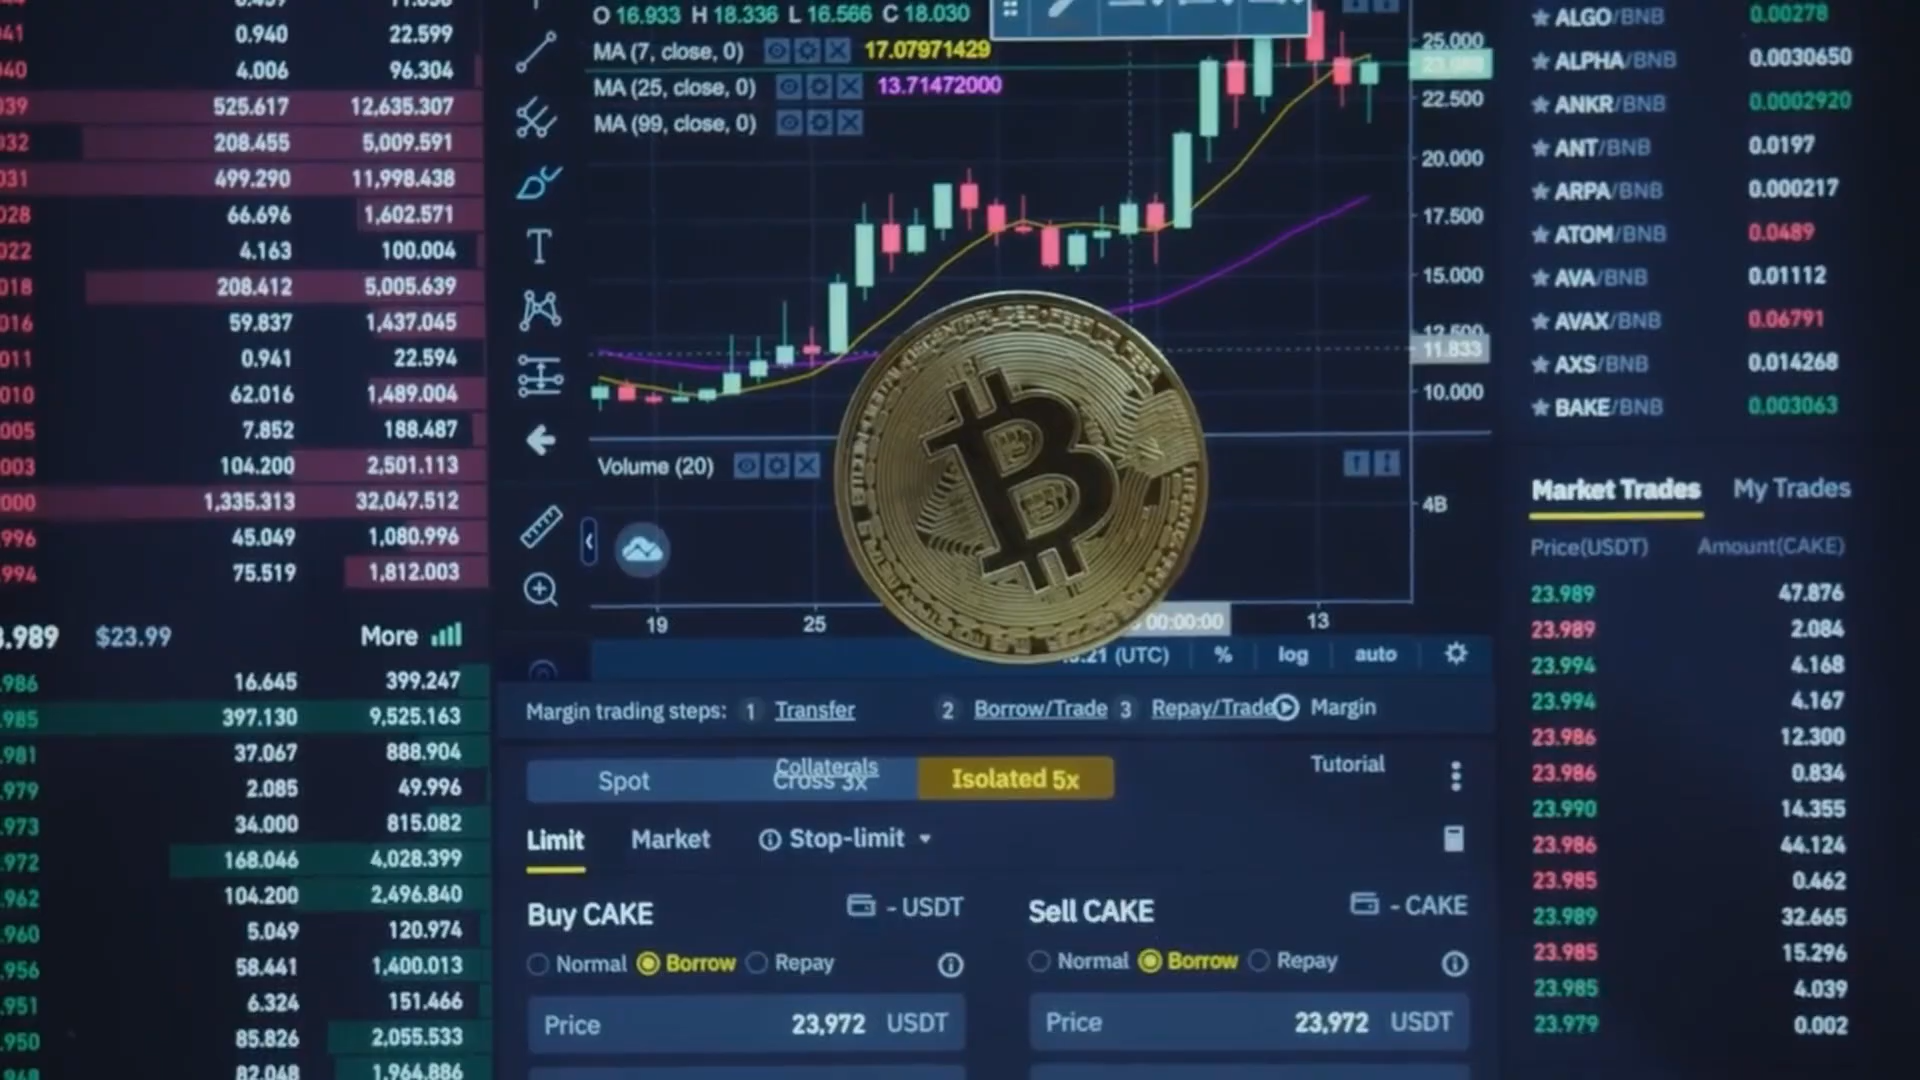 0.940 22.599
4.006 96.304
525.617 12,635.307
208.455 5,009.591
499.290 11,998.438
66.696 1,602.571
4.163 100.004
208.412 5,005.639
59.837 1,437.045
0.941 22.594
62.016 1,489.004
7.852 188.487
104.200 2,501.113
1,335.313 32,047.512
45.049 1,080.996
75.519 1,812.003
$23.99 More
16.645 399.247
397.130 9,525.163
37.067 888.904
2.085 49.996
34.000 815.082
168.046 4,028.399
104.200 2,496.840
5.049 120.974
58.441 1,400.013
6.324 151.466
85.826 2,055.533
82.048 1,964.886
O 16.933 H 18.336 L 16.566 C 18.030
MA (7, close, 0) 17.07971429
MA (25, close, 0) 13.71472000
MA (99, close, 0)
25.000
22.500
20.000
17.500
15.000
12.500
11.833
10.000
Volume (20)
4B
19 25 00:00:00 13
(UTC) % log auto
Margin trading steps: 1 Transfer 2 Borrow/Trade 3 Repay/Trade Margin
Collaterals Tutorial
Spot Cross 3x Isolated 5x
Limit Market Stop-limit
Buy CAKE - USDT
Normal Borrow Repay
Price 23,972 USDT
Sell CAKE - CAKE
Normal Borrow Repay
Price 23,972 USDT
ALGO/BNB 0.00278
ALPHA/BNB 0.0030650
ANKR/BNB 0.0002920
ANT/BNB 0.0197
ARPA/BNB 0.000217
ATOM/BNB 0.0489
AVA/BNB 0.01112
AVAX/BNB 0.06791
AXS/BNB 0.014268
BAKE/BNB 0.003063
Market Trades My Trades
Price(USDT) Amount(CAKE)
23.989 47.876
23.989 2.084
23.994 4.168
23.994 4.167
23.986 12.300
23.986 0.834
23.990 14.355
23.986 44.124
23.985 0.462
23.989 32.665
23.985 15.296
23.985 4.039
23.979 0.002